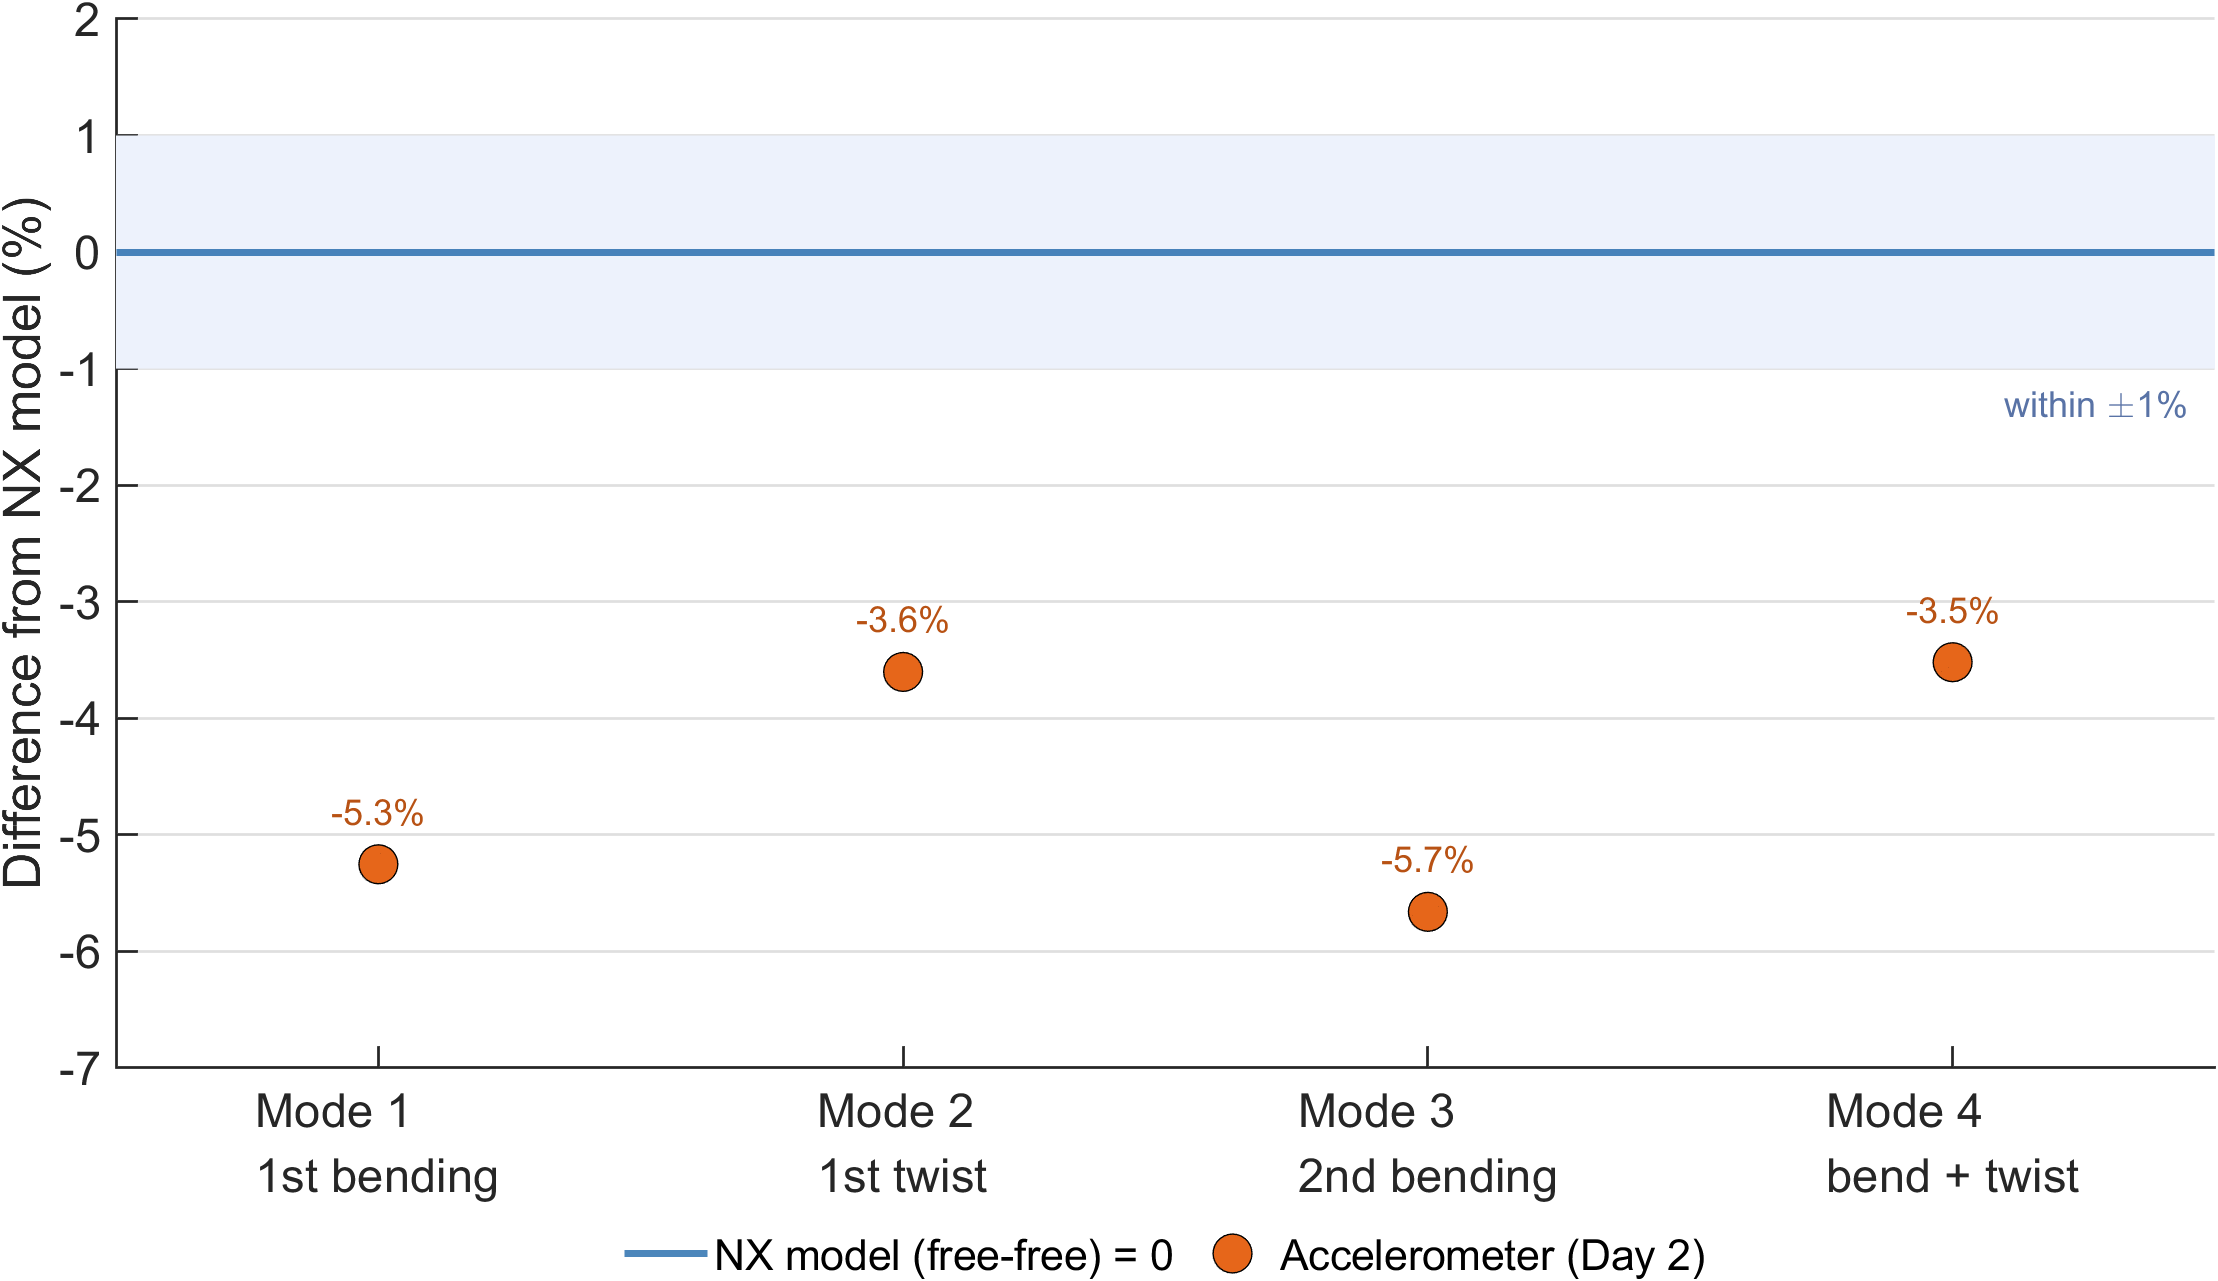 Difference from NX model (%)
2
1
0
-1
-2
-3
-4
-5
-6
-7
within ±1%
-5.3%
-3.6%
-5.7%
-3.5%
Mode 1
1st bending
Mode 2
1st twist
Mode 3
2nd bending
Mode 4
bend + twist
NX model (free-free) = 0
Accelerometer (Day 2)